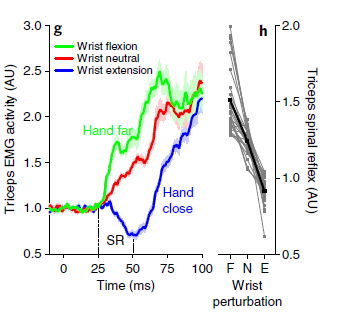 g
h
3.0
2.5
2.0
1.5
1.0
0.5
Triceps EMG activity (AU)
Wrist flexion
Wrist neutral
Wrist extension
Hand far
Hand
close
SR
0 25 50 75 100
Time (ms)
2.0
1.5
1.0
0.5
Triceps spinal reflex (AU)
F N E
Wrist
perturbation